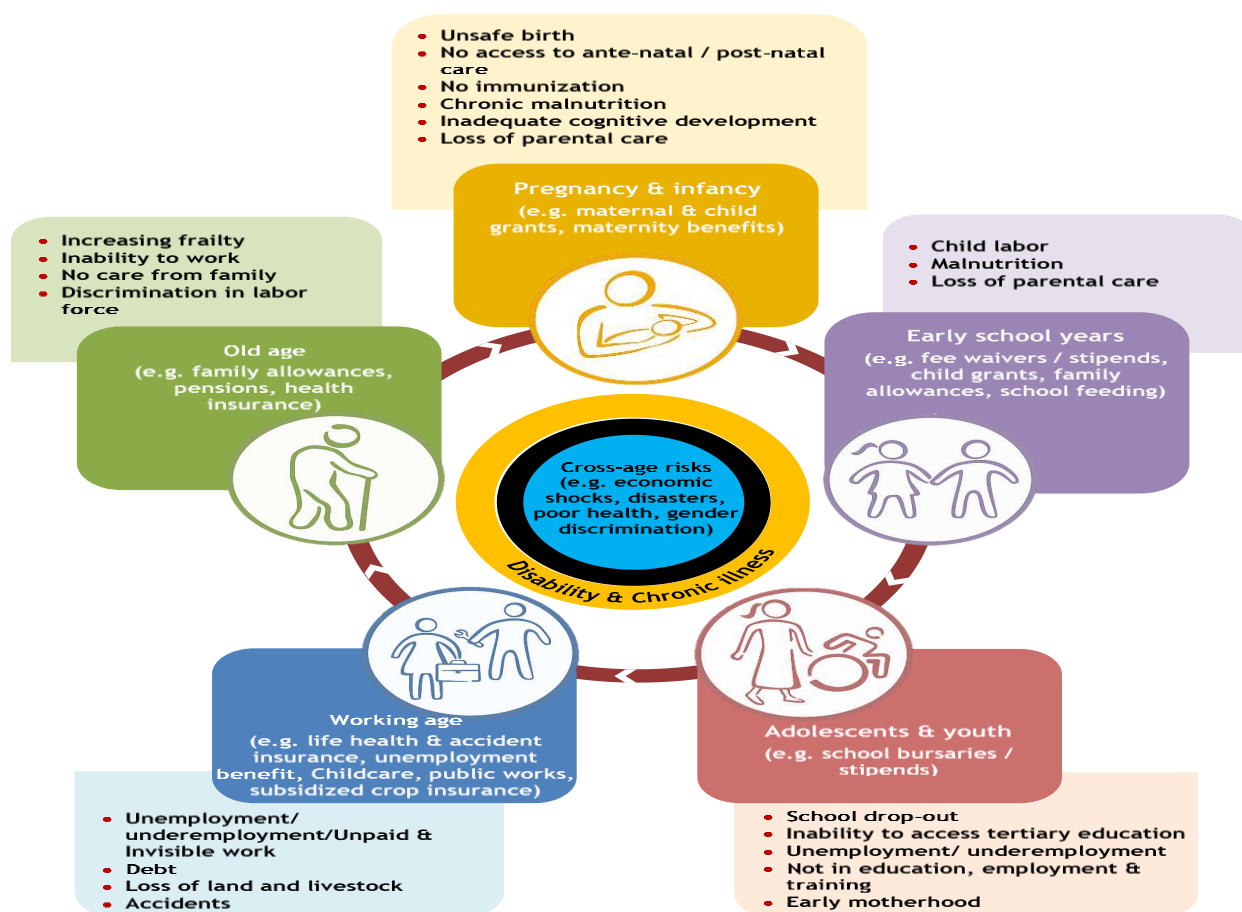 • Unsafe birth
• No access to ante-natal / post-natal
care
• No immunization
• Chronic malnutrition
• Inadequate cognitive development
• Loss of parental care
Pregnancy & infancy
(e.g. maternal & child
grants, maternity benefits)
• Increasing frailty
• Inability to work
• No care from family
• Discrimination in labor
force
Old age
(e.g. family allowances,
pensions, health
insurance)
• Child labor
• Malnutrition
• Loss of parental care
Early school years
(e.g. fee waivers / stipends,
child grants, family
allowances, school feeding)
Cross-age risks
(e.g. economic
shocks, disasters,
poor health, gender
discrimination)
Disability & Chronic illness
Working age
(e.g. life health & accident
insurance, unemployment
benefit, Childcare, public works,
subsidized crop insurance)
• Unemployment/
underemployment/Unpaid &
Invisible work
• Debt
• Loss of land and livestock
• Accidents
Adolescents & youth
(e.g. school bursaries /
stipends)
• School drop-out
• Inability to access tertiary education
• Unemployment/ underemployment
• Not in education, employment &
training
• Early motherhood